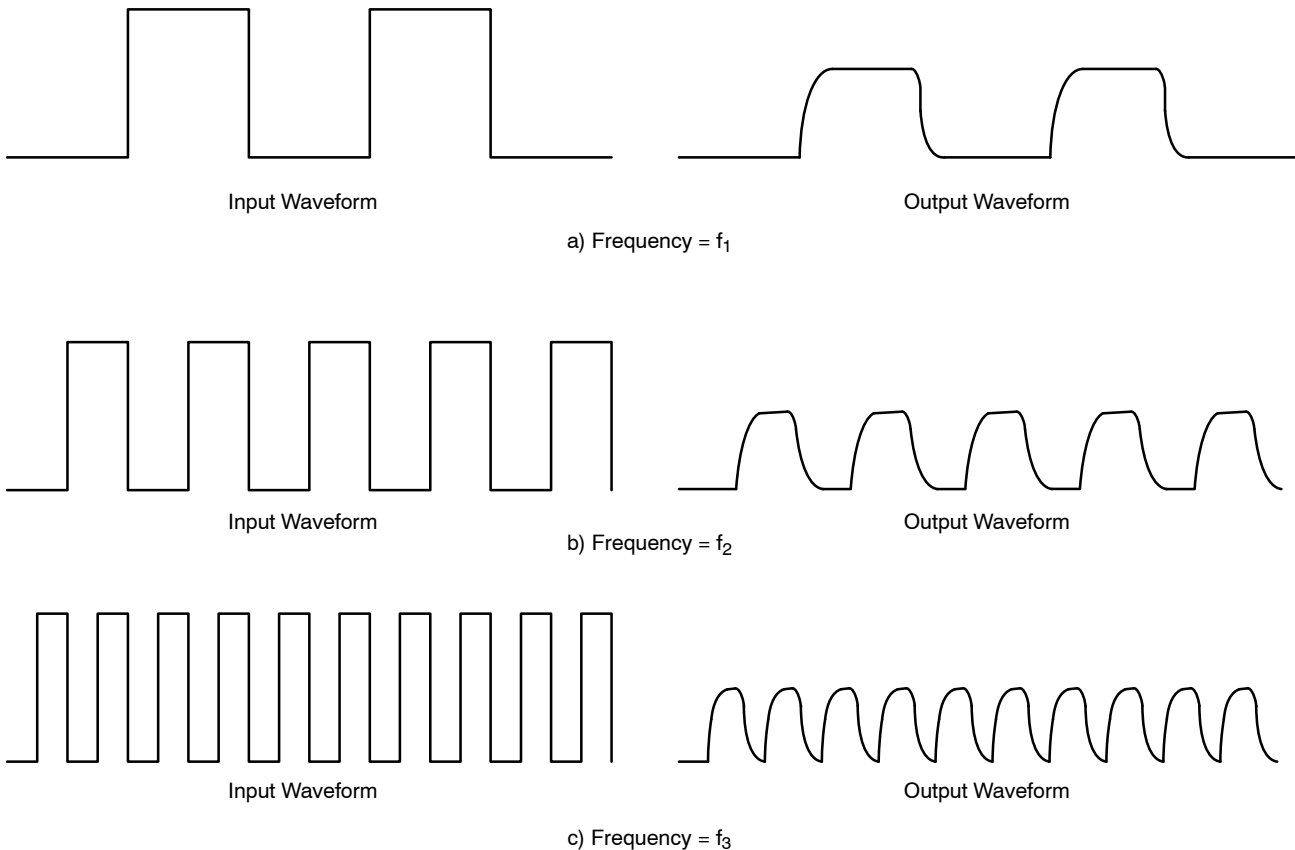 Input Waveform
Output Waveform
a) Frequency = f₁
Input Waveform
Output Waveform
b) Frequency = f₂
Input Waveform
Output Waveform
c) Frequency = f₃